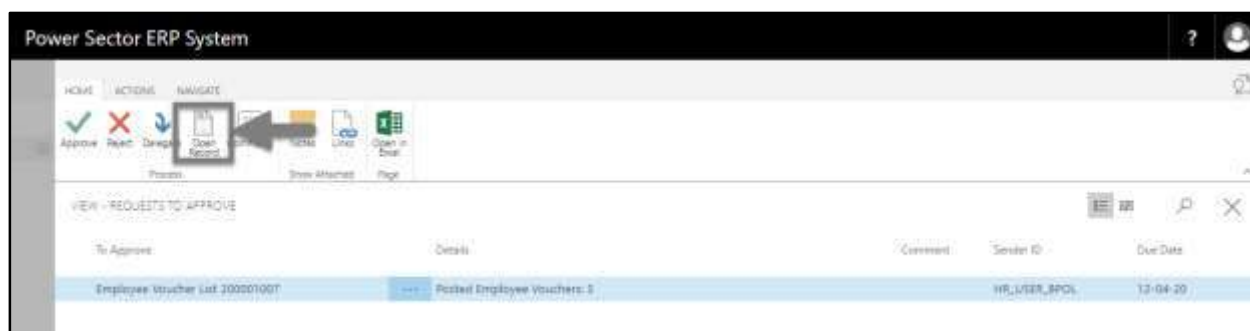 Power Sector ERP System
?
HOME ACTIONS NAVIGATE
Approve Reject Delegate Open Record Notes Links Open in Excel
Process Show Attached Page
VIEW - REQUESTS TO APPROVE
To Approve Details Comment Sender ID Due Date
Employee Voucher List 200001007 ... Posted Employee Vouchers: 3 HR_USER_BPOL 12-04-20